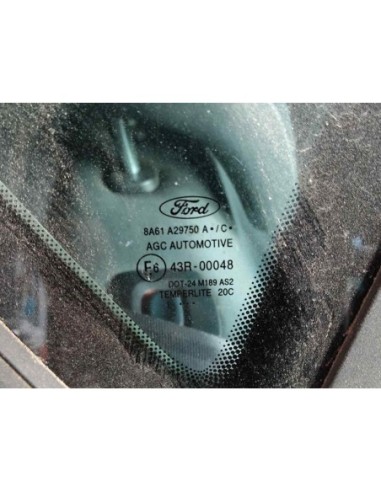 Ford
8A61 A29750 A • / C •
AGC AUTOMOTIVE
E6 43R-00048
DOT-24 M189 AS2
TEMPERLITE 20C
- - -